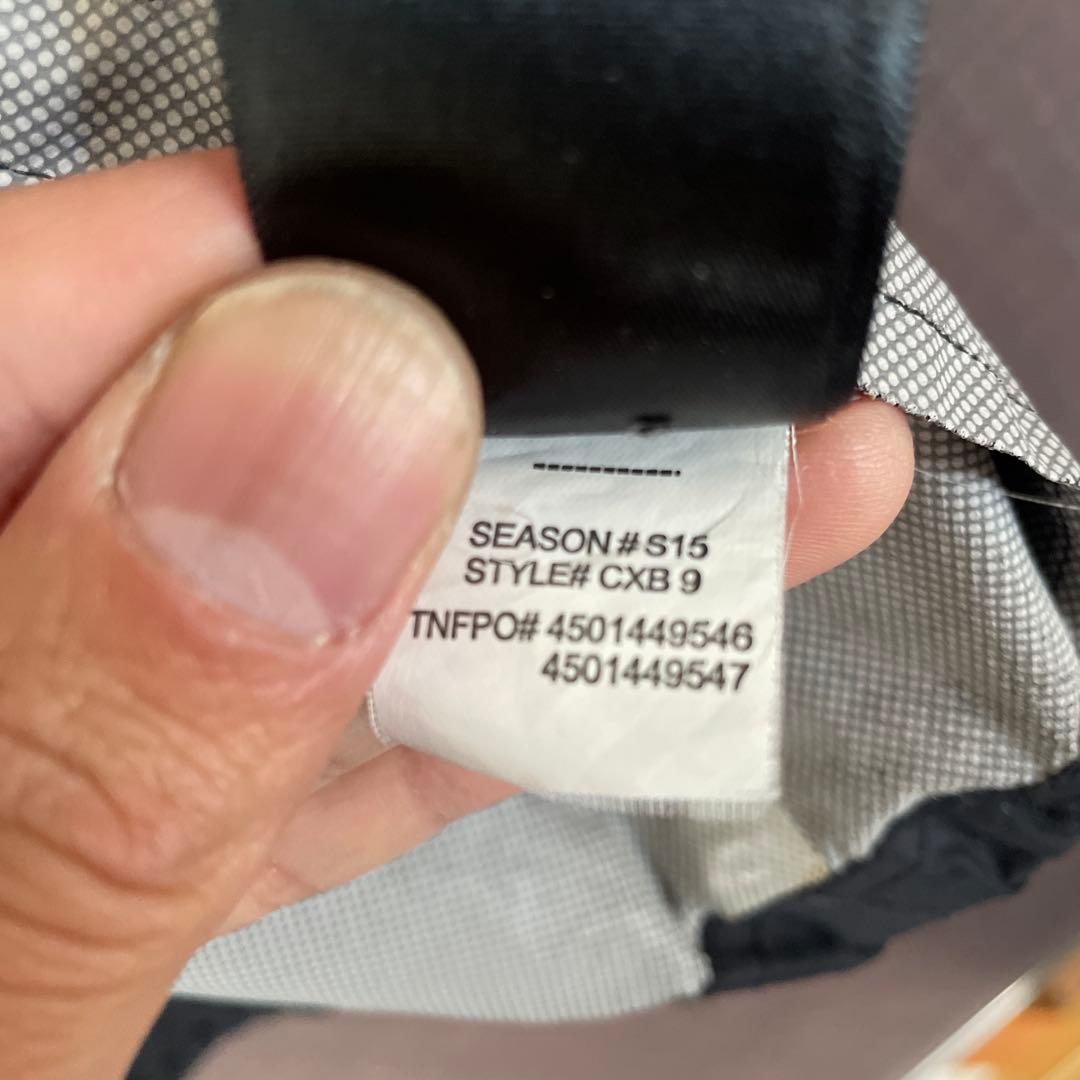 SEASON # S15
STYLE# CXB 9
TNFPO# 4501449546
4501449547